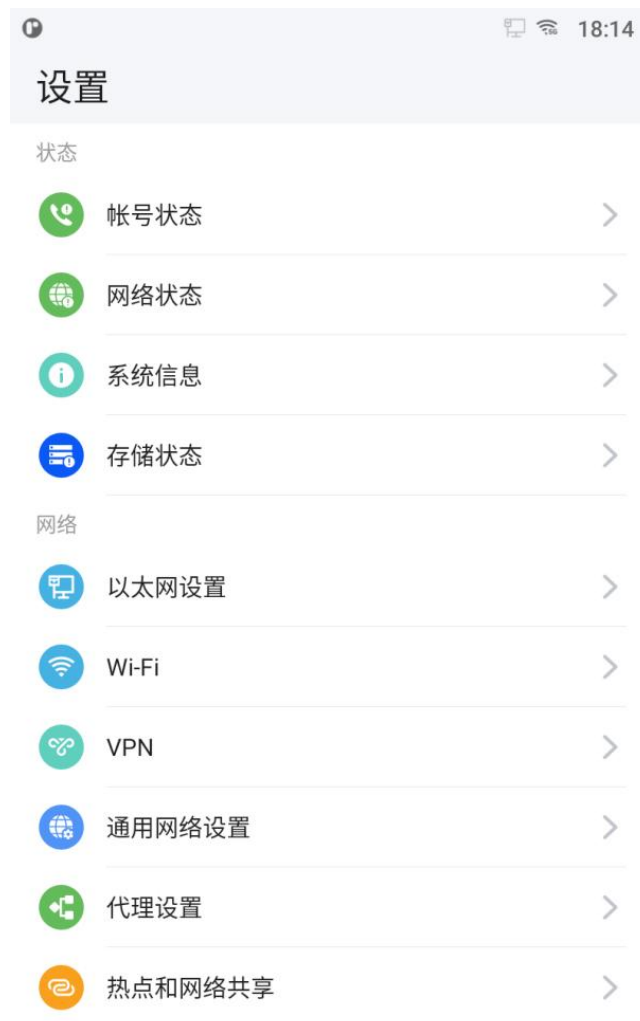 18:14
设置
状态
帐号状态
网络状态
系统信息
存储状态
网络
以太网设置
Wi-Fi
VPN
通用网络设置
代理设置
热点和网络共享